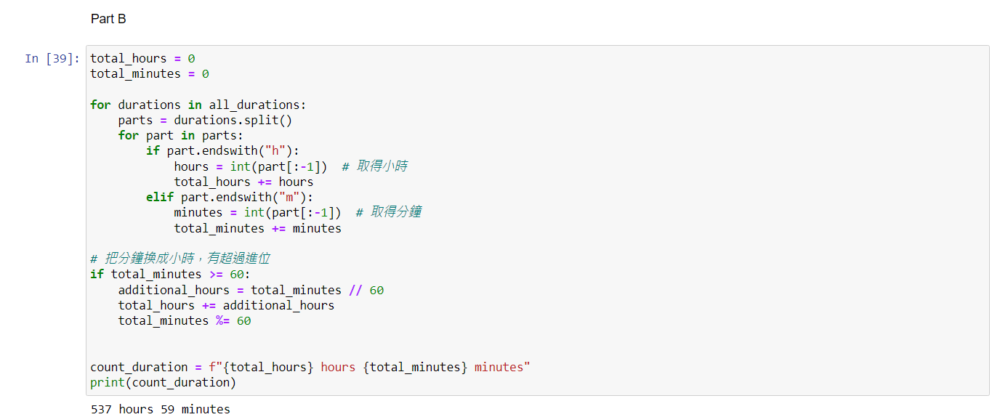 Part B
In [39]:
total_hours = 0
total_minutes = 0
for durations in all_durations:
    parts = durations.split()
    for part in parts:
        if part.endswith("h"):
            hours = int(part[:-1])  # 取得小時
            total_hours += hours
        elif part.endswith("m"):
            minutes = int(part[:-1])  # 取得分鐘
            total_minutes += minutes
# 把分鐘換成小時，有超過進位
if total_minutes >= 60:
    additional_hours = total_minutes // 60
    total_hours += additional_hours
    total_minutes %= 60
count_duration = f"{total_hours} hours {total_minutes} minutes"
print(count_duration)
537 hours 59 minutes